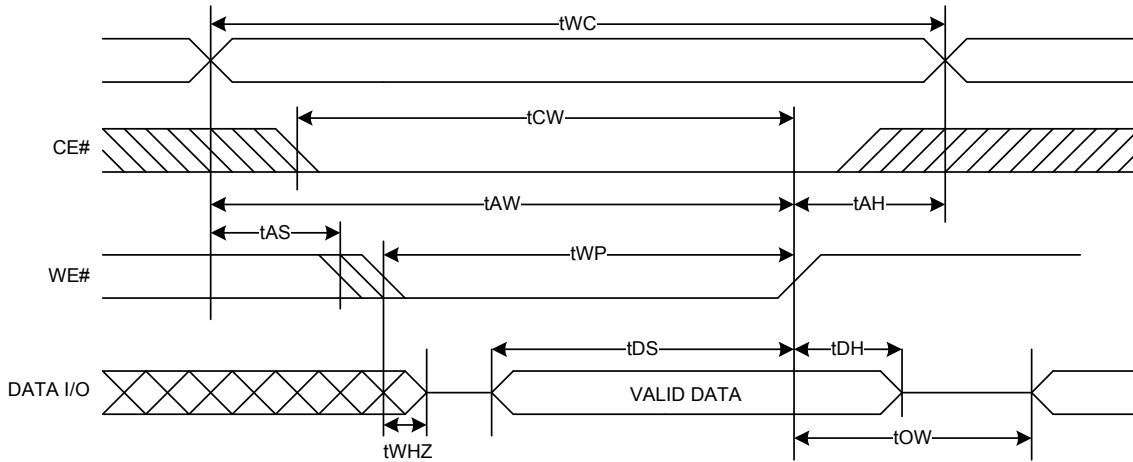 tWC
tCW
CE#
tAW
tAH
tAS
tWP
WE#
tDS
tDH
DATA I/O
VALID DATA
tWHZ
tOW